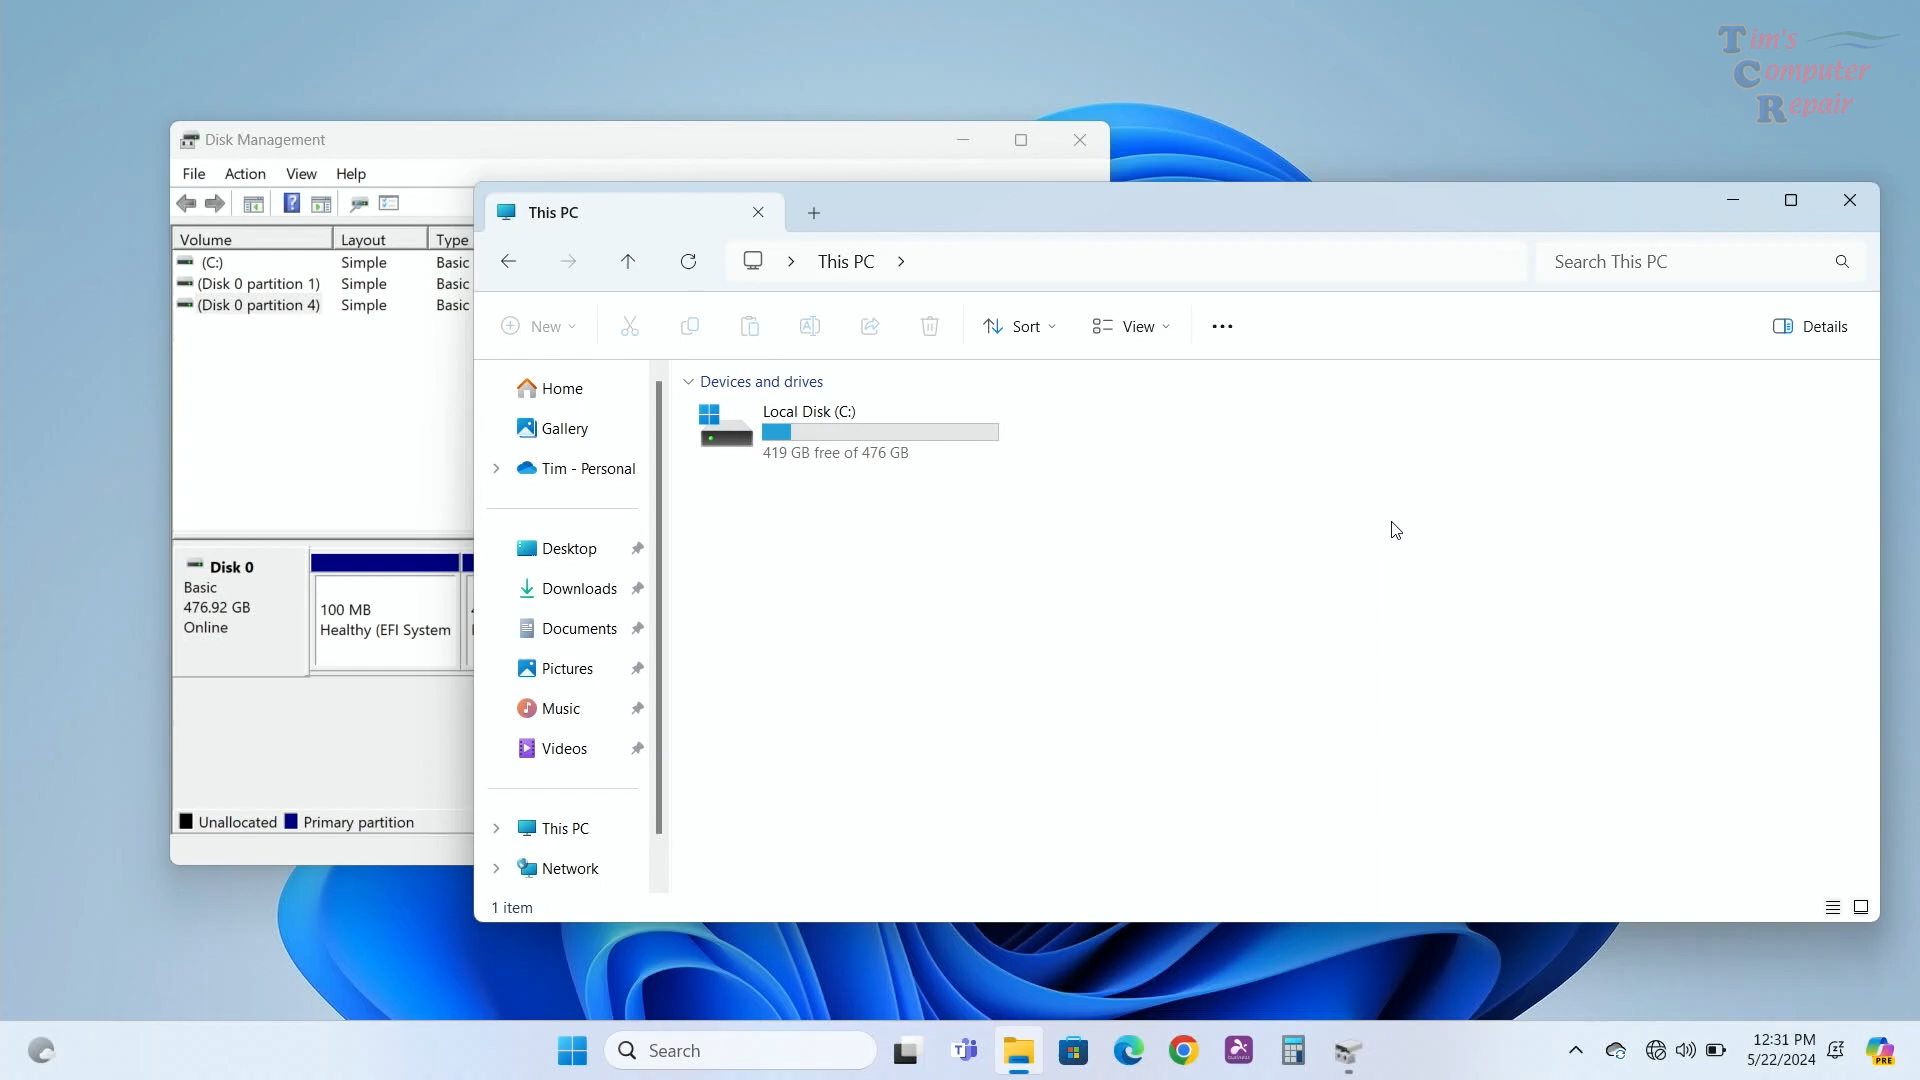 Tim's
Computer
Repair
Disk Management
File Action View Help
Volume Layout Type
(C:) Simple Basic
(Disk 0 partition 1) Simple Basic
(Disk 0 partition 4) Simple Basic
Disk 0
Basic
476.92 GB
Online
100 MB
Healthy (EFI System
Unallocated Primary partition
This PC
This PC
Search This PC
New Sort View Details
Home
Gallery
Tim - Personal
Desktop
Downloads
Documents
Pictures
Music
Videos
This PC
Network
Devices and drives
Local Disk (C:)
419 GB free of 476 GB
1 item
Search
12:31 PM
5/22/2024
PRE